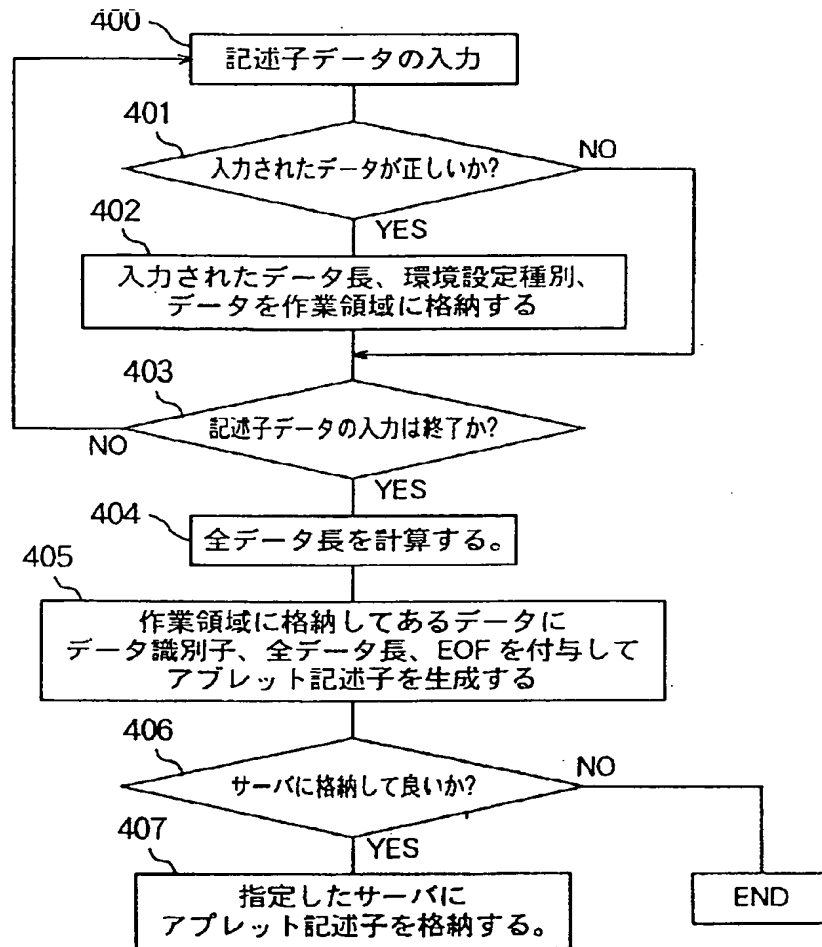 400
記述子データの入力
401
入力されたデータが正しいか?
NO
YES
402
入力されたデータ長、環境設定種別、
データを作業領域に格納する
403
記述子データの入力は終了か?
NO
YES
404
全データ長を計算する。
405
作業領域に格納してあるデータに
データ識別子、全データ長、EOF を付与して
アブレット記述子を生成する
406
サーバに格納して良いか?
NO
YES
407
指定したサーバに
アプレット記述子を格納する。
END